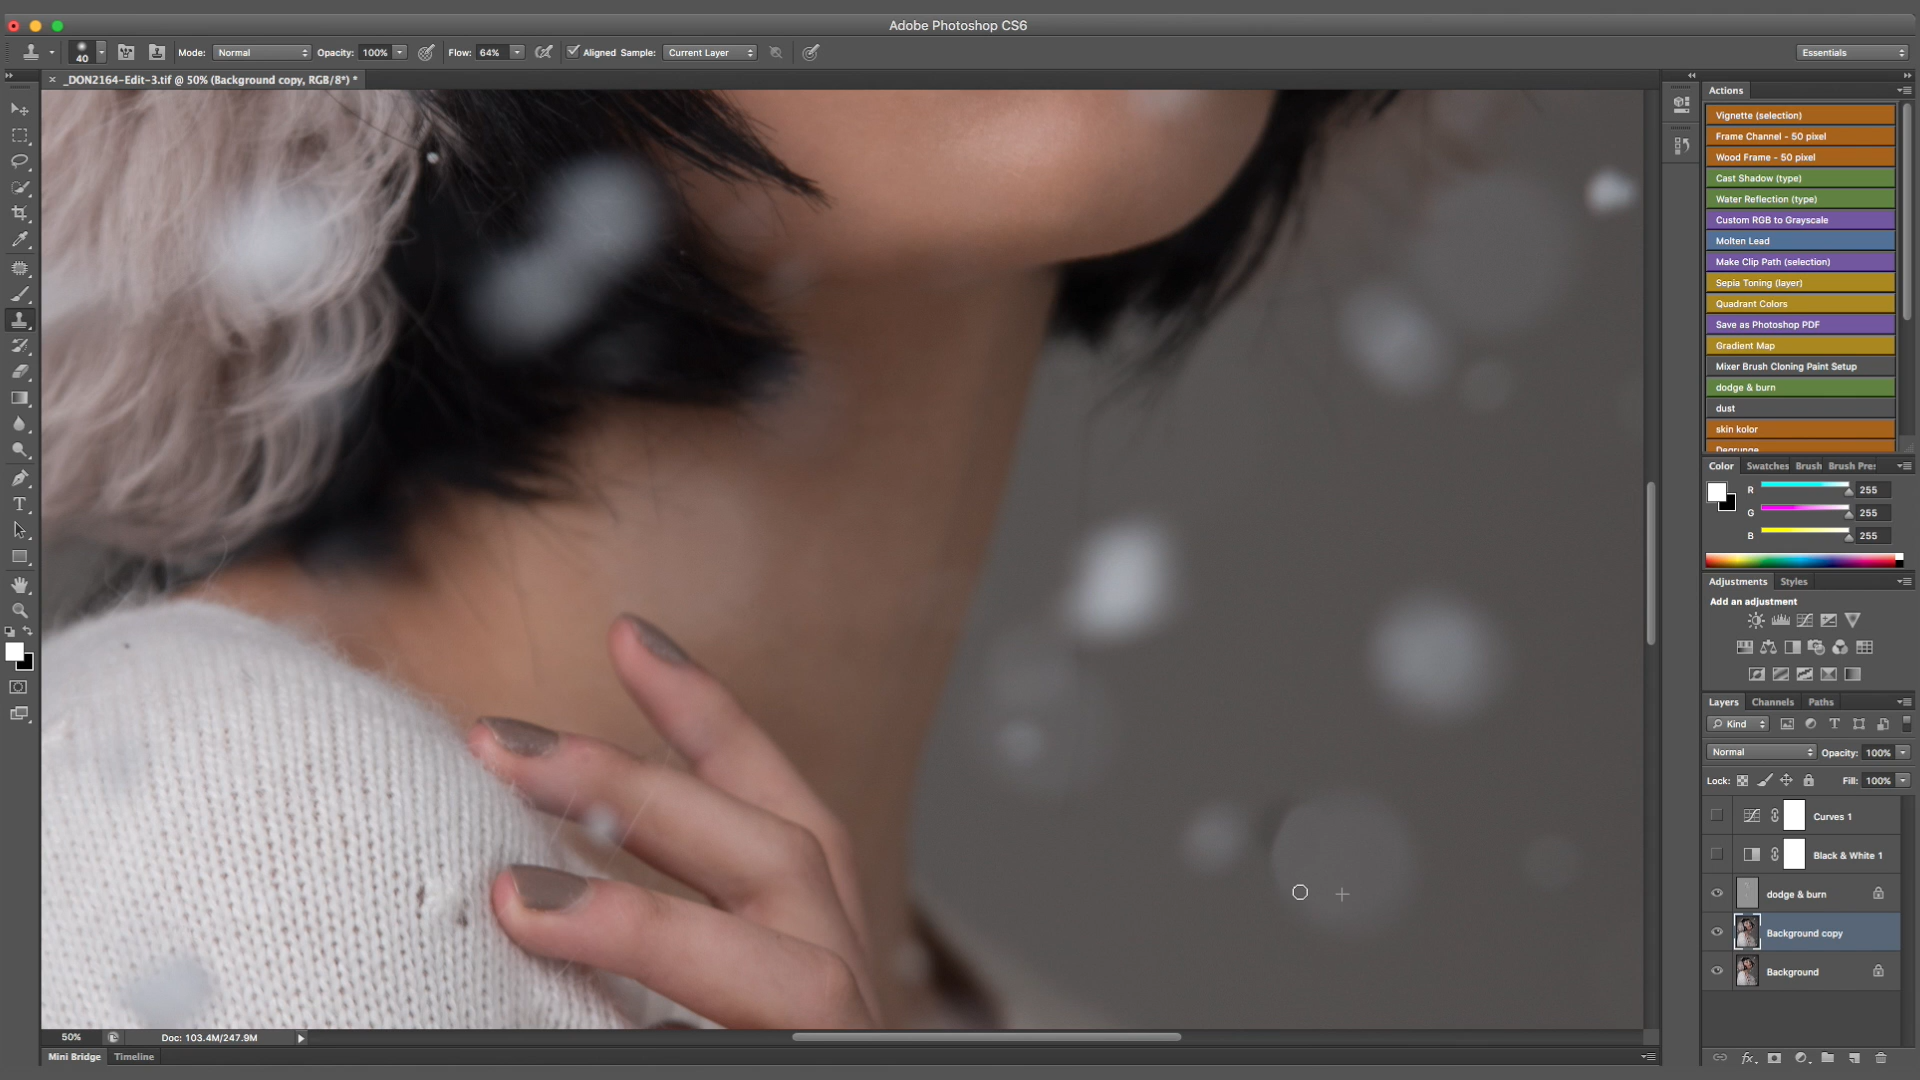 Adobe Photoshop CS6
40
Mode: Normal Opacity: 100% Flow: 64% Aligned Sample: Current Layer Essentials
_DON2164-Edit-3.tif @ 50% (Background copy, RGB/8*) *
Actions
Vignette (selection)
Frame Channel - 50 pixel
Wood Frame - 50 pixel
Cast Shadow (type)
Water Reflection (type)
Custom RGB to Grayscale
Molten Lead
Make Clip Path (selection)
Sepia Toning (layer)
Quadrant Colors
Save as Photoshop PDF
Gradient Map
Mixer Brush Cloning Paint Setup
dodge & burn
dust
skin kolor
Degrunge
Color Swatches Brush Brush Pre:
R 255
G 255
B 255
Adjustments Styles
Add an adjustment
Layers Channels Paths
Kind
Normal Opacity: 100%
Lock: Fill: 100%
Curves 1
Black & White 1
dodge & burn
Background copy
Background
50% Doc: 103.4M/247.9M
Mini Bridge Timeline